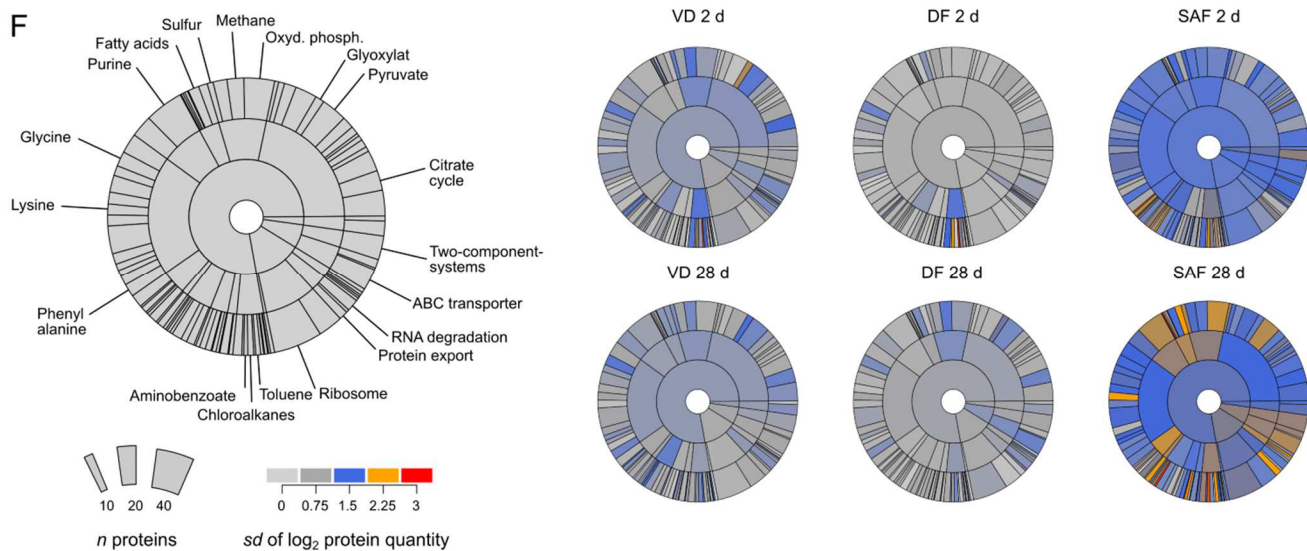 F
Sulfur
Methane
Oxyd. phosph.
Fatty acids
Glyoxylat
Purine
Pyruvate
Glycine
Citrate
cycle
Lysine
Two-component-
systems
ABC transporter
Phenyl
alanine
RNA degradation
Protein export
Aminobenzoate
Toluene
Ribosome
Chloroalkanes
10 20 40
n proteins
0 0.75 1.5 2.25 3
sd of log2 protein quantity
VD 2 d
DF 2 d
SAF 2 d
VD 28 d
DF 28 d
SAF 28 d